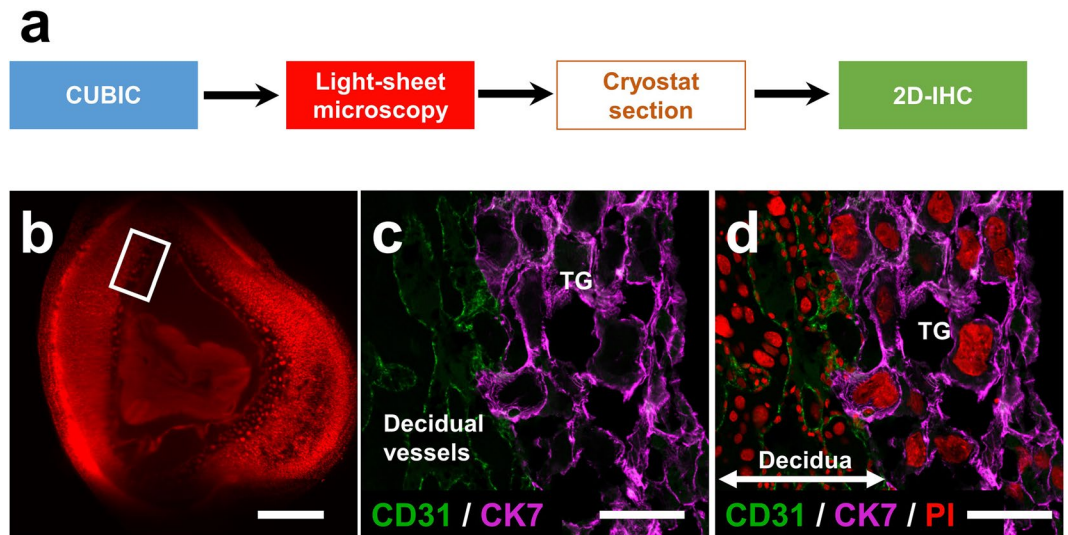 a
CUBIC
Light-sheet
microscopy
Cryostat
section
2D-IHC
b
c
TG
Decidual
vessels
CD31 / CK7
d
TG
Decidua
CD31 / CK7 / PI